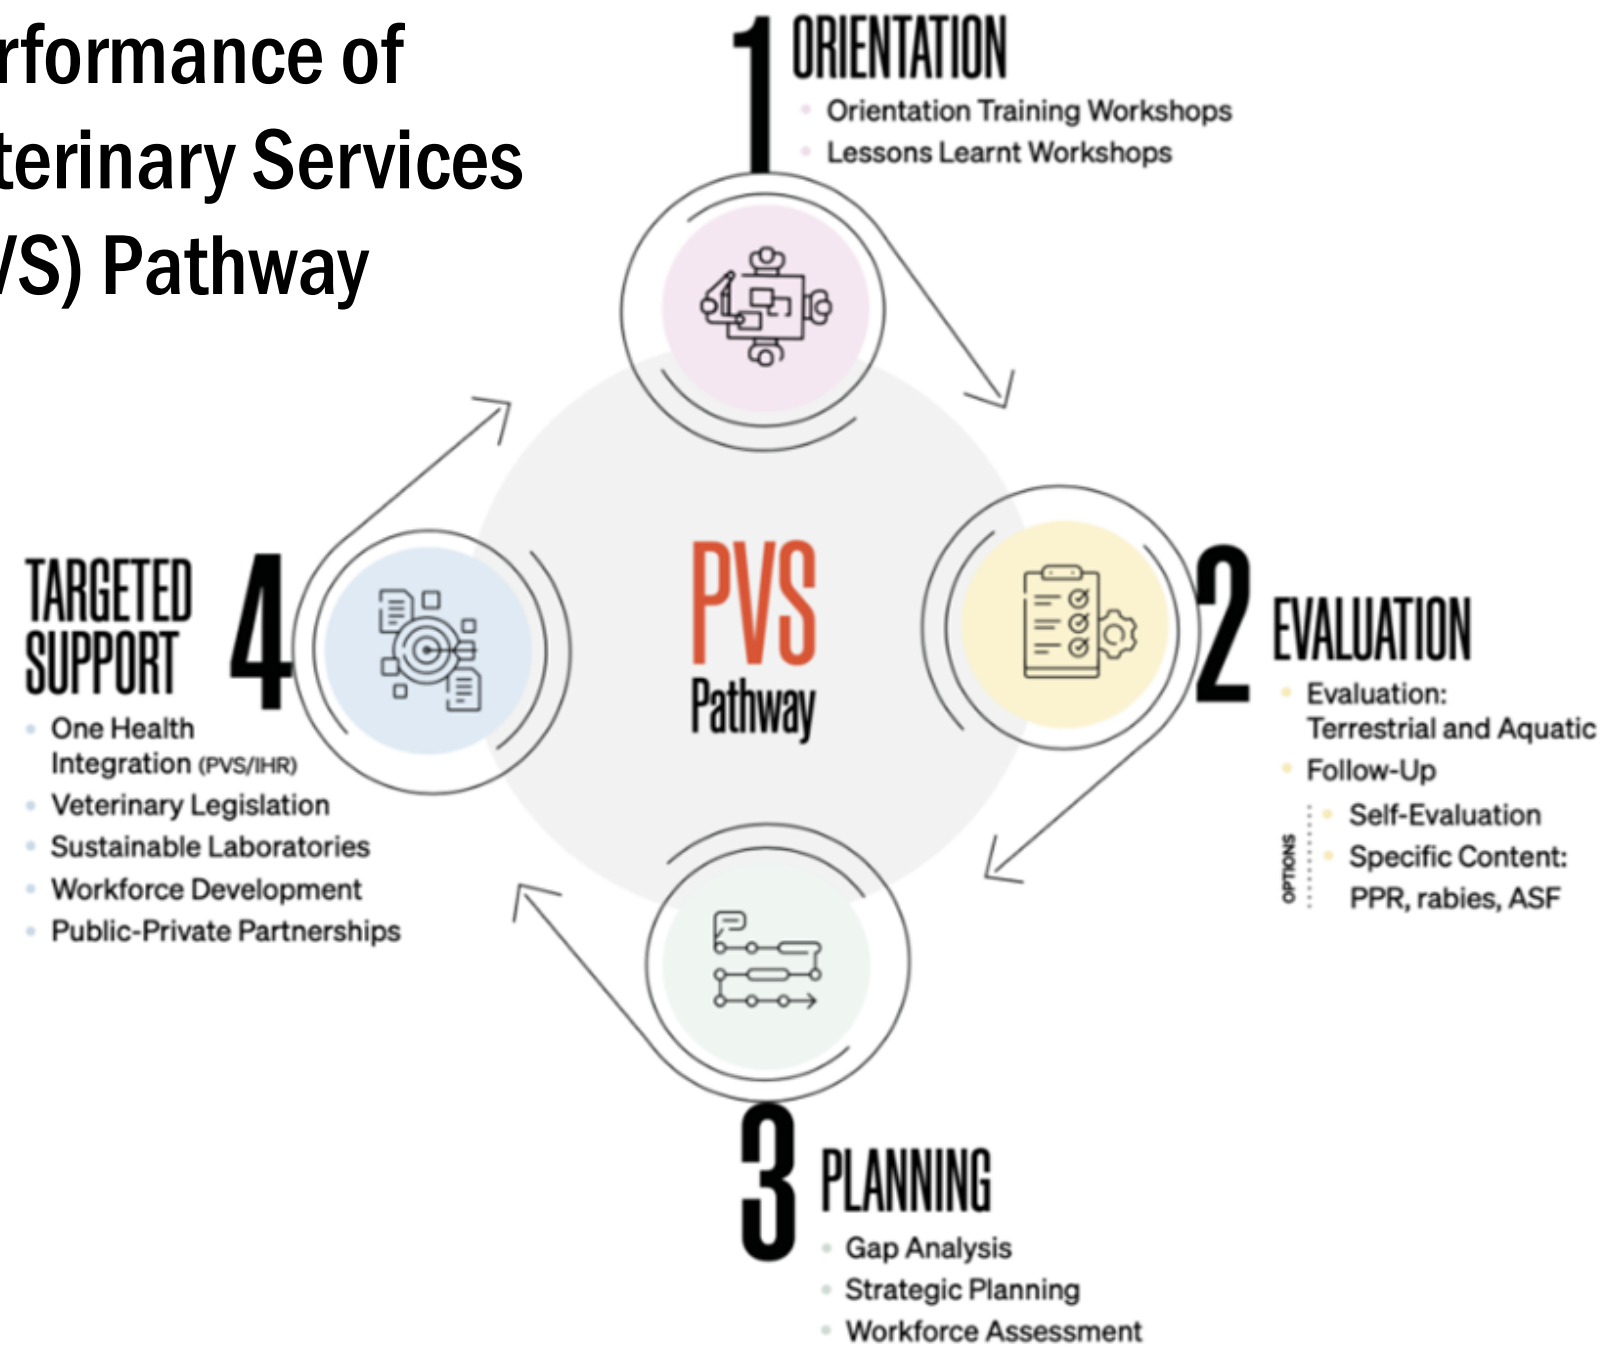 rformance of
terinary Services
VS) Pathway
1 ORIENTATION
Orientation Training Workshops
Lessons Learnt Workshops
PVS
Pathway
2 EVALUATION
Evaluation:
Terrestrial and Aquatic
Follow-Up
OPTIONS
Self-Evaluation
Specific Content:
PPR, rabies, ASF
3 PLANNING
Gap Analysis
Strategic Planning
Workforce Assessment
TARGETED
SUPPORT 4
One Health
Integration (PVS/IHR)
Veterinary Legislation
Sustainable Laboratories
Workforce Development
Public-Private Partnerships